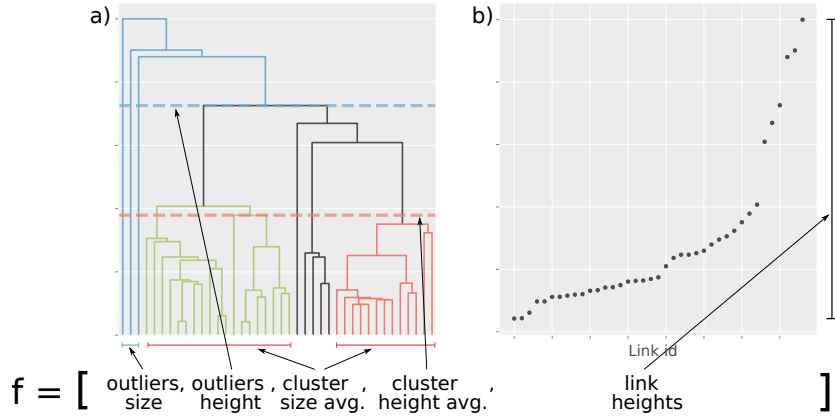 a)
b)
Link id
f = [ outliers, outliers , cluster , cluster , link ]
size height size avg. height avg. heights